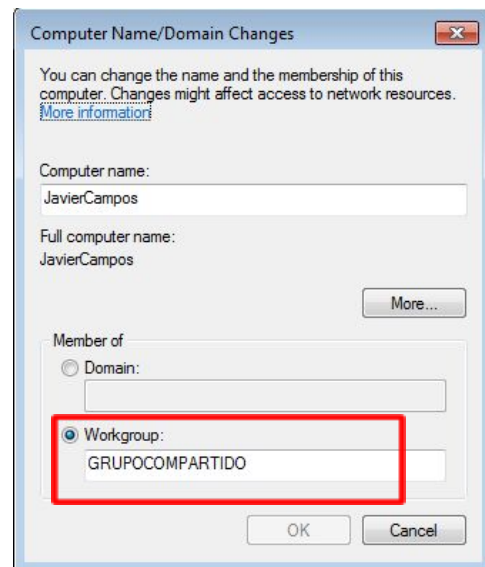 Computer Name/Domain Changes
You can change the name and the membership of this
computer. Changes might affect access to network resources.
More information
Computer name:
JavierCampos
Full computer name:
JavierCampos
More...
Member of
Domain:
Workgroup:
GRUPOCOMPARTIDO
OK Cancel